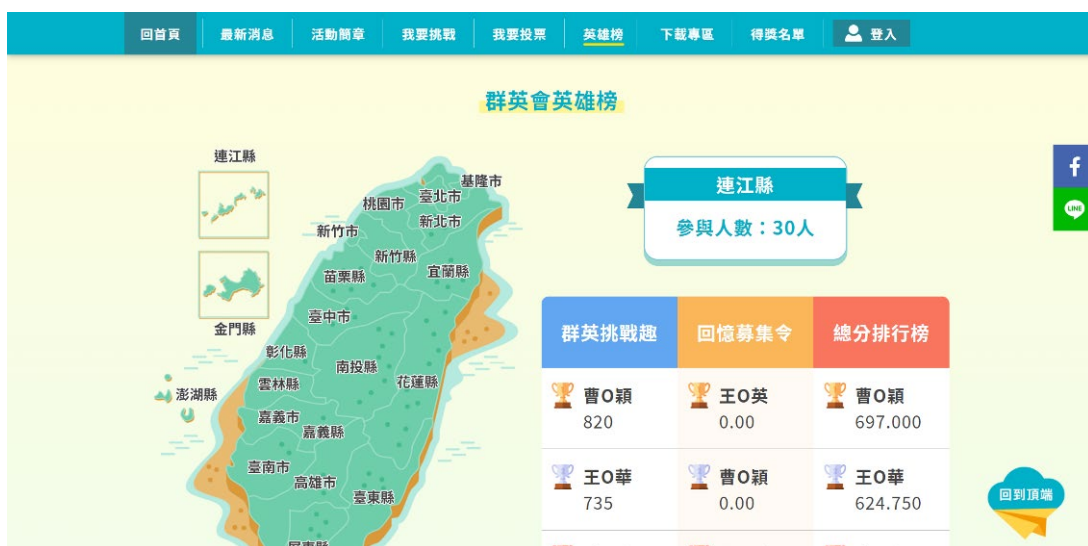 回首頁 最新消息 活動簡章 我要挑戰 我要投票 英雄榜 下載專區 得獎名單 登入
群英會英雄榜
連江縣
基隆市
臺北市
桃園市
新北市
新竹市
新竹縣
宜蘭縣
苗栗縣
金門縣
臺中市
彰化縣
南投縣
花蓮縣
雲林縣
澎湖縣
嘉義市
嘉義縣
臺南市
高雄市
臺東縣
屏東縣
連江縣
參與人數：30人
群英挑戰趣 回憶募集令 總分排行榜
曹O穎 王O英 曹O穎
820 0.00 697.000
王O華 曹O穎 王O華
735 0.00 624.750
f
LINE
回到頂端